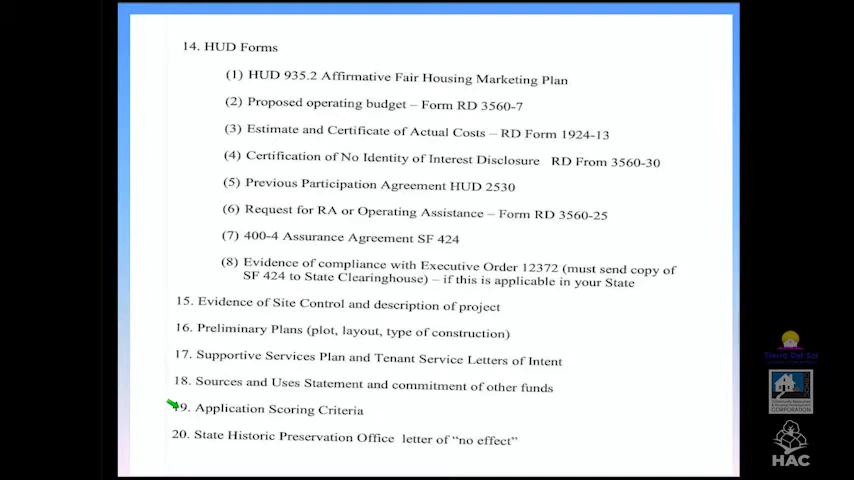 14. HUD Forms
(1) HUD 935.2 Affirmative Fair Housing Marketing Plan
(2) Proposed operating budget – Form RD 3560-7
(3) Estimate and Certificate of Actual Costs – RD Form 1924-13
(4) Certification of No Identity of Interest Disclosure RD From 3560-30
(5) Previous Participation Agreement HUD 2530
(6) Request for RA or Operating Assistance – Form RD 3560-25
(7) 400-4 Assurance Agreement SF 424
(8) Evidence of compliance with Executive Order 12372 (must send copy of
SF 424 to State Clearinghouse) – if this is applicable in your State
15. Evidence of Site Control and description of project
16. Preliminary Plans (plot, layout, type of construction)
17. Supportive Services Plan and Tenant Service Letters of Intent
18. Sources and Uses Statement and commitment of other funds
19. Application Scoring Criteria
20. State Historic Preservation Office letter of "no effect"
Tierra Del Sol
CORPORATION
HAC